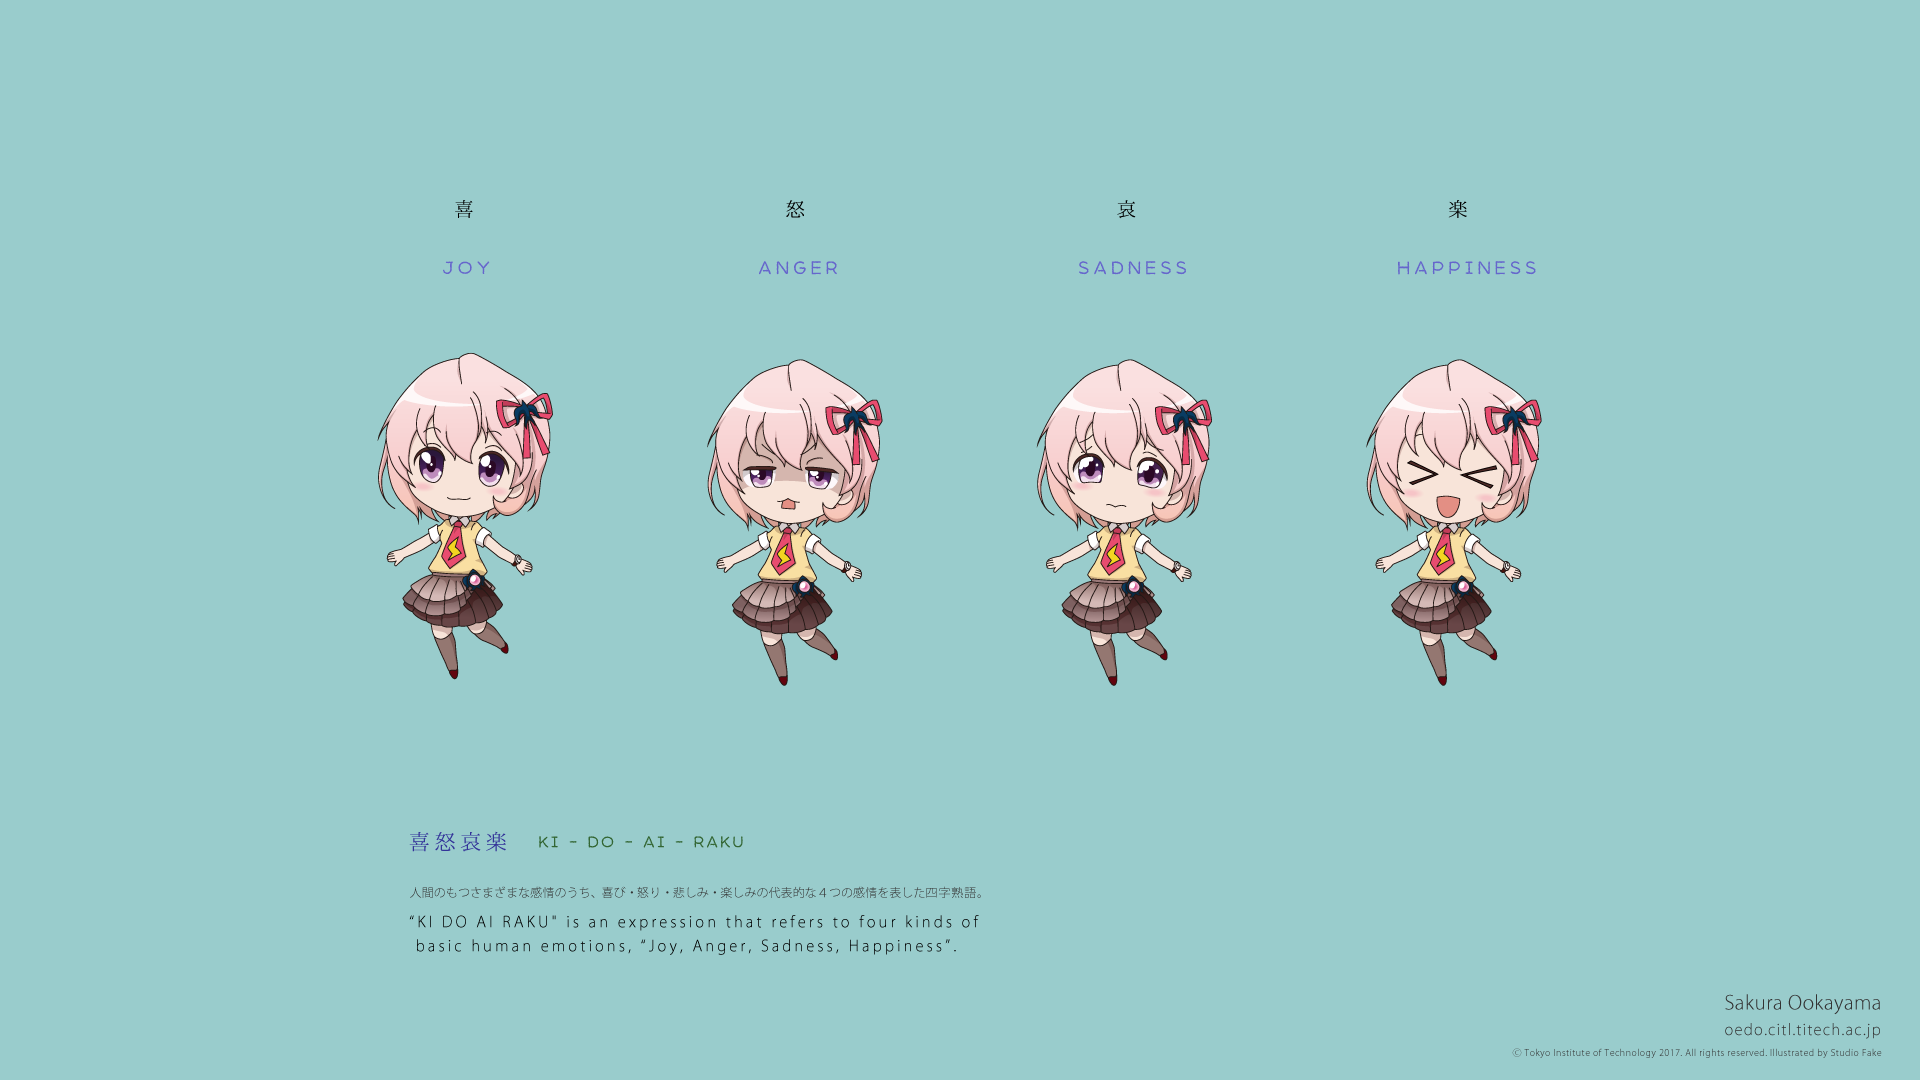 喜 怒 哀 楽
JOY ANGER SADNESS HAPPINESS
喜怒哀楽 KI - DO - AI - RAKU
人間のもつさまざまな感情のうち、喜び・怒り・悲しみ・楽しみの代表的な４つの感情を表した四字熟語。
“KI DO AI RAKU" is an expression that refers to four kinds of
basic human emotions, “Joy, Anger, Sadness, Happiness”.
Sakura Ookayama
oedo.citl.titech.ac.jp
Ⓒ Tokyo Institute of Technology 2017. All rights reserved. Illustrated by Studio Fake